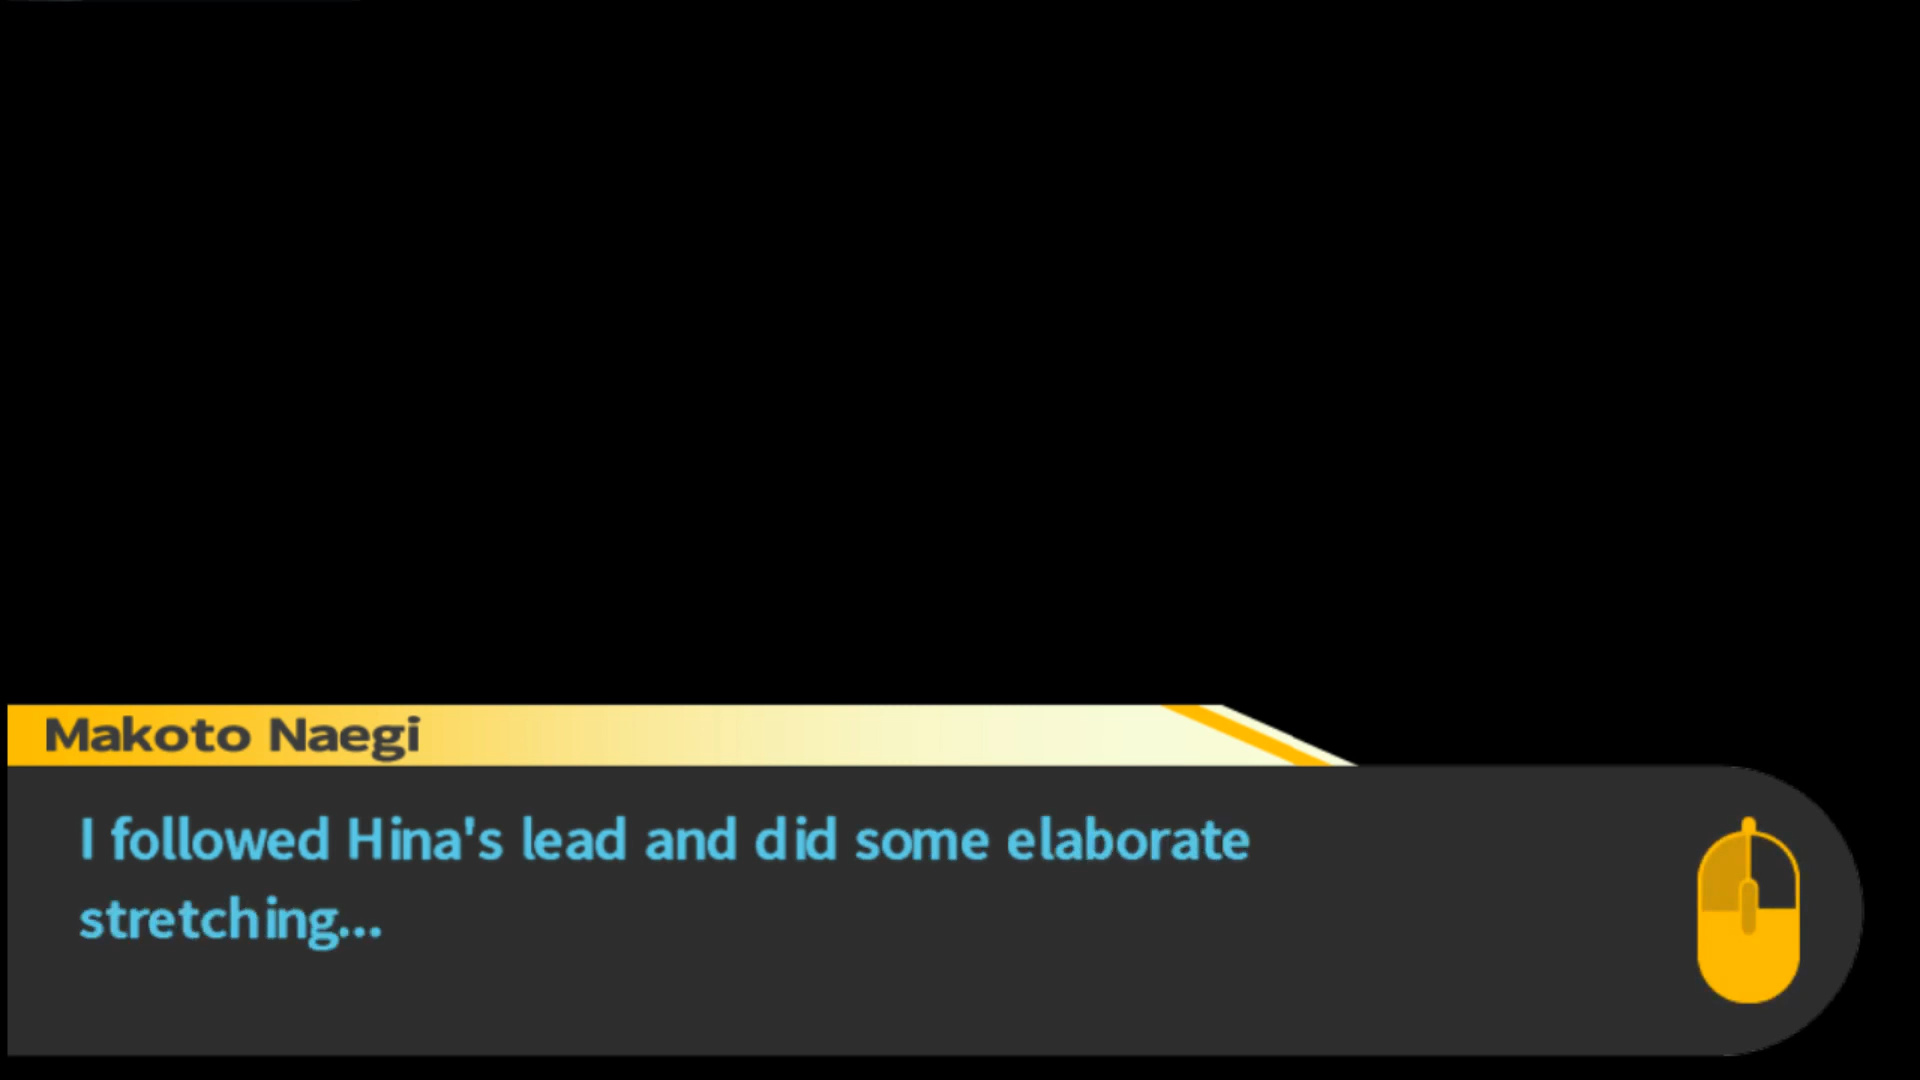 Makoto Naegi
I followed Hina's lead and did some elaborate
stretching...